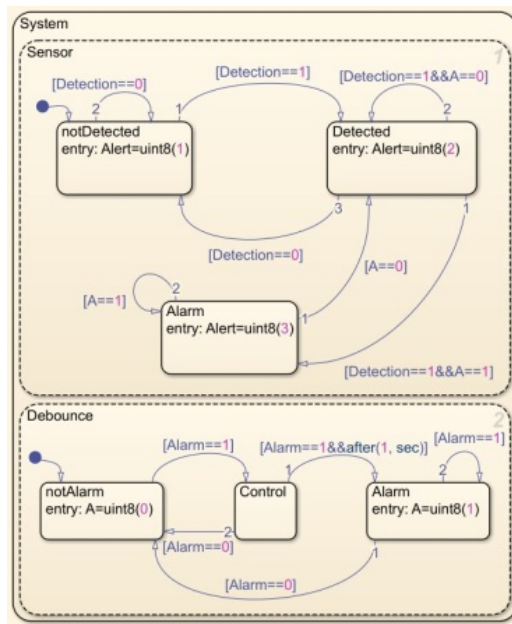 System
Sensor
1
[Detection==0]
[Detection==1]
[Detection==1&&A==0]
2
1
2
notDetected
entry: Alert=uint8(1)
Detected
entry: Alert=uint8(2)
3
1
[Detection==0]
[A==0]
[A==1]
2
Alarm
entry: Alert=uint8(3)
1
[Detection==1&&A==1]
Debounce
2
[Alarm==1]
[Alarm==1&&after(1, sec)]
[Alarm==1]
1
2
notAlarm
entry: A=uint8(0)
Control
Alarm
entry: A=uint8(1)
2
[Alarm==0]
1
[Alarm==0]